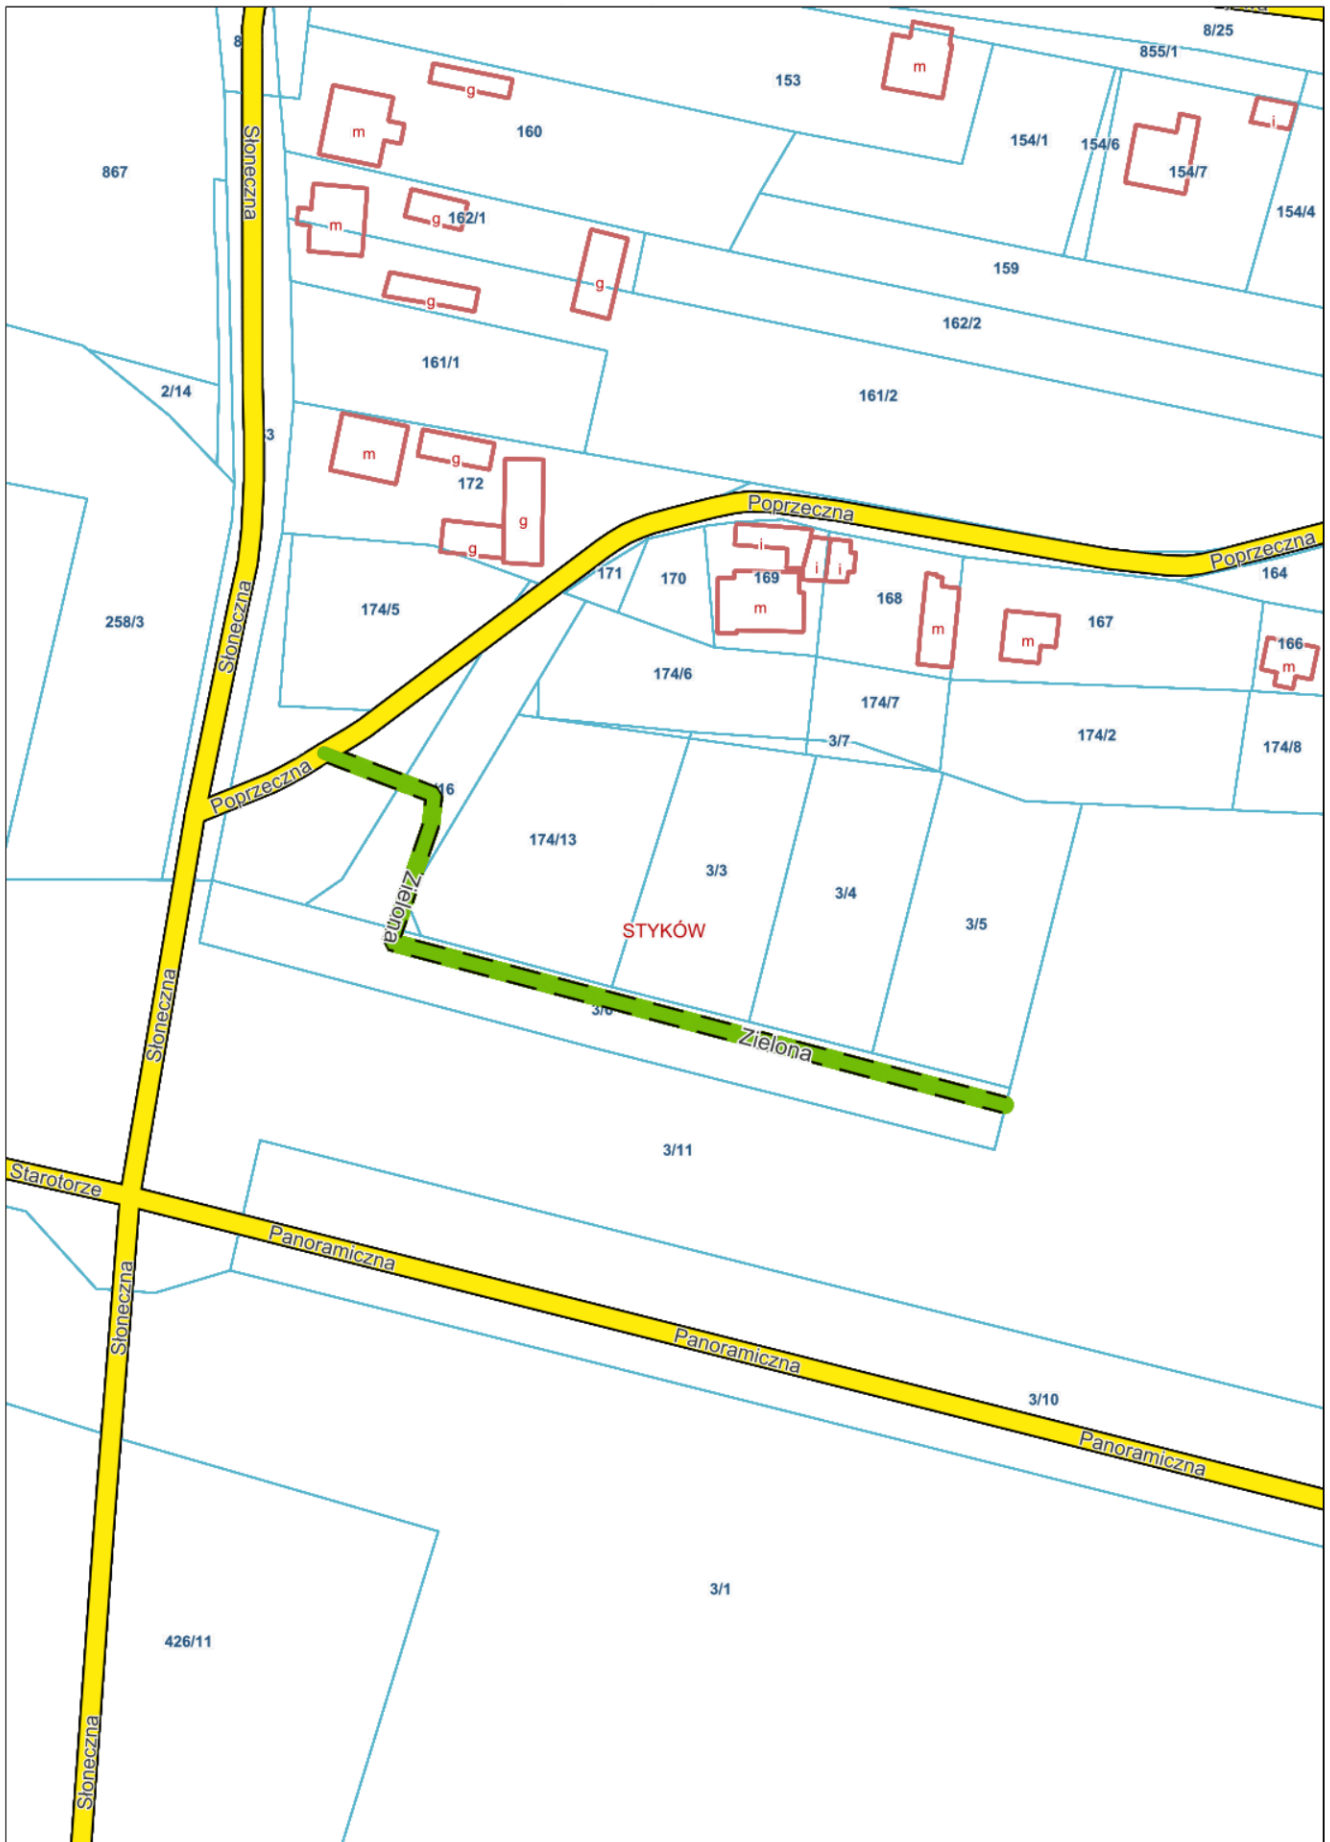 8/25
8
855/1
m
153
g
i
m
160
154/1
154/6
Słoneczna
867
154/7
154/4
g
162/1
m
159
g
g
162/2
161/1
2/14
161/2
3
m
g
172
Poprzeczna
g
Poprzeczna
i
g
i
i
171
170
169
164
168
174/5
m
258/3
167
Słoneczna
m
m
166
m
174/6
174/7
174/2
3/7
174/8
Poprzeczna
/16
174/13
3/3
3/4
Zielona
3/5
STYKÓW
Słoneczna
3/6
Zielona
3/11
Starotorze
Panoramiczna
Słoneczna
Panoramiczna
3/10
Panoramiczna
3/1
426/11
Słoneczna